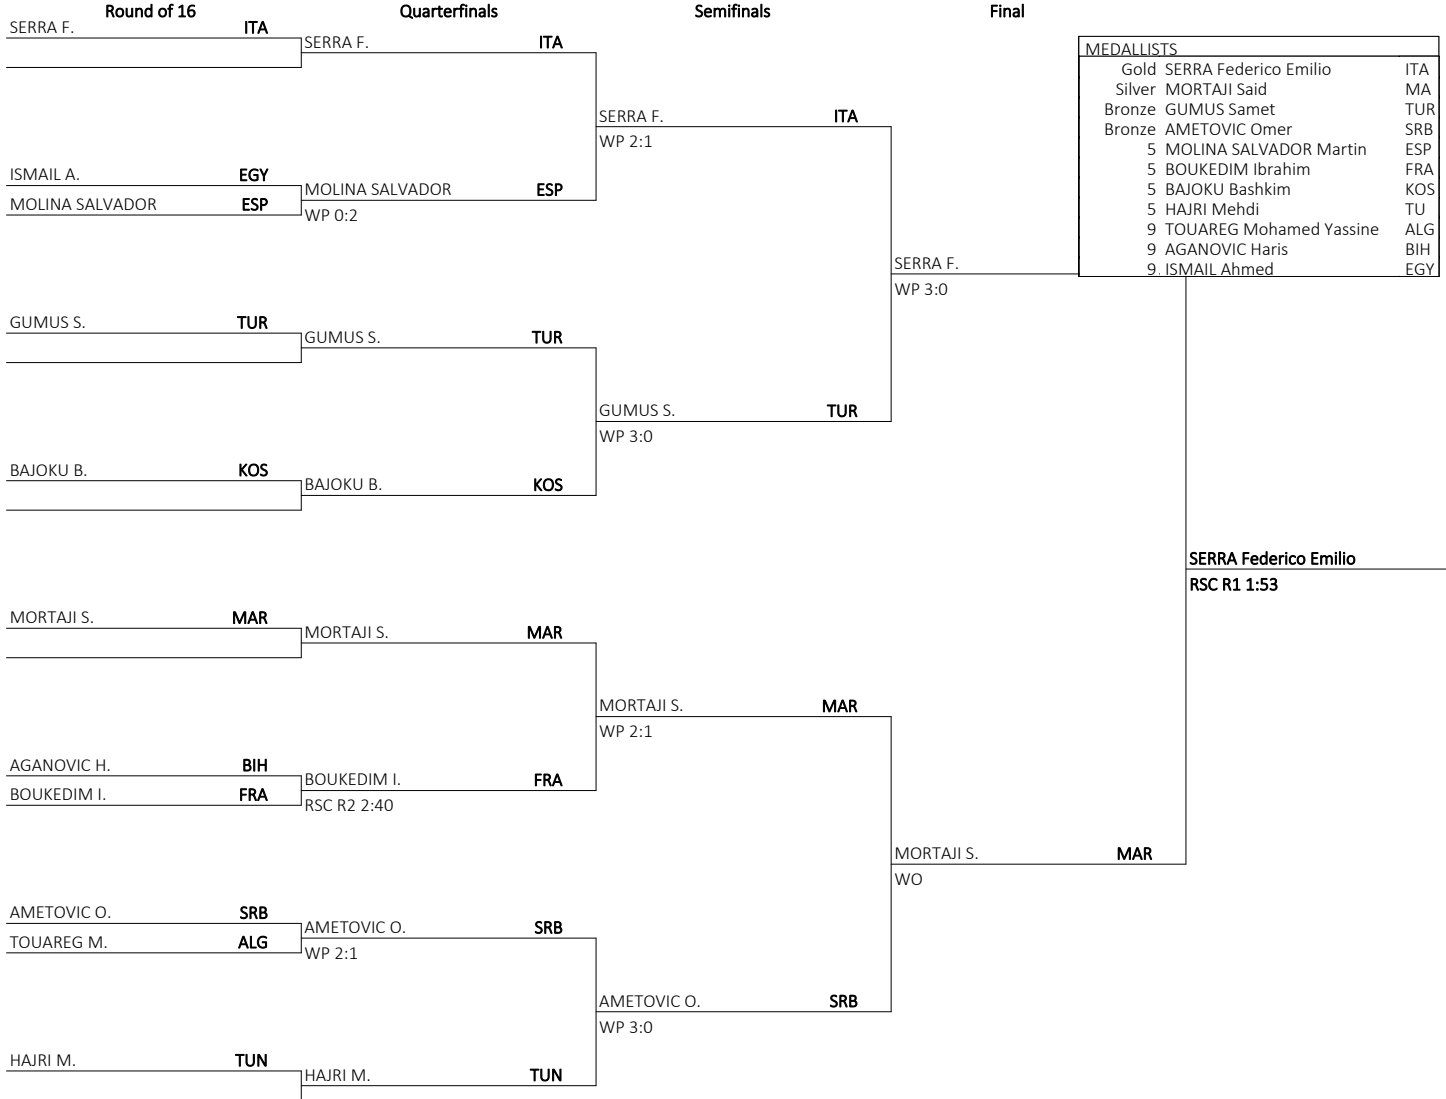 Round of 16 Quarterfinals Semifinals Final
SERRA F. ITA
SERRA F. ITA
MEDALLISTS
Gold SERRA Federico Emilio ITA
Silver MORTAJI Said MA
Bronze GUMUS Samet TUR
Bronze AMETOVIC Omer SRB
5 MOLINA SALVADOR Martin ESP
5 BOUKEDIM Ibrahim FRA
5 BAJOKU Bashkim KOS
5 HAJRI Mehdi TU
9 TOUAREG Mohamed Yassine ALG
9 AGANOVIC Haris BIH
9. ISMAIL Ahmed EGY
SERRA F. ITA
WP 2:1
ISMAIL A. EGY
MOLINA SALVADOR ESP
MOLINA SALVADOR ESP
WP 0:2
SERRA F.
WP 3:0
GUMUS S. TUR
GUMUS S. TUR
GUMUS S. TUR
WP 3:0
BAJOKU B. KOS
BAJOKU B. KOS
SERRA Federico Emilio
RSC R1 1:53
MORTAJI S. MAR
MORTAJI S. MAR
MORTAJI S. MAR
WP 2:1
AGANOVIC H. BIH
BOUKEDIM I. FRA
BOUKEDIM I. FRA
RSC R2 2:40
MORTAJI S. MAR
WO
AMETOVIC O. SRB
TOUAREG M. ALG
AMETOVIC O. SRB
WP 2:1
AMETOVIC O. SRB
WP 3:0
HAJRI M. TUN
HAJRI M. TUN